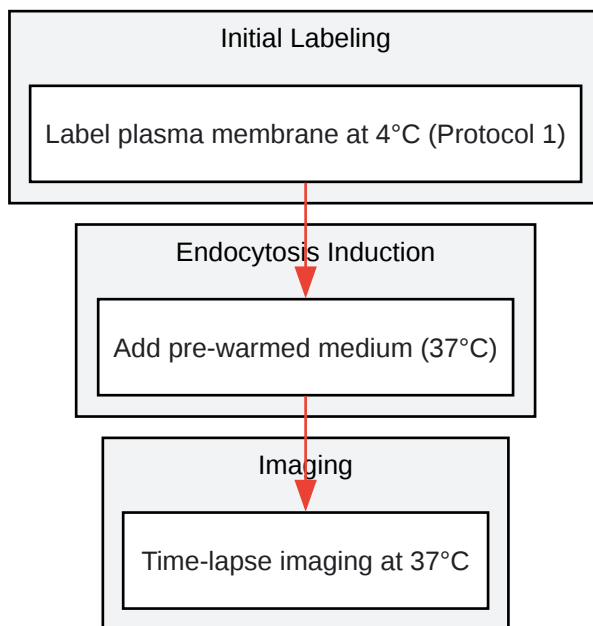 Initial Labeling
Label plasma membrane at 4°C (Protocol 1)
Endocytosis Induction
Add pre-warmed medium (37°C)
Imaging
Time-lapse imaging at 37°C